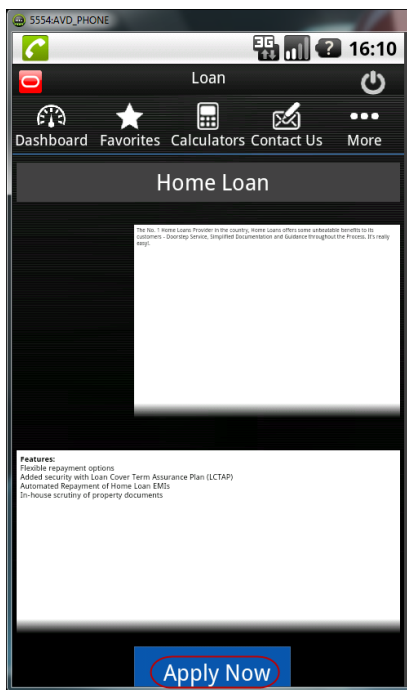 5554:AVD_PHONE
3G
16:10
Loan
Dashboard Favorites Calculators Contact Us More
Home Loan
The No. 1 Home Loans Provider in the country, Home Loans offers some unbeatable benefits to its
customers - Doorstep Service, Simplified Documentation and Guidance throughout the Process. It's really
easy!.
Features:
Flexible repayment options
Added security with Loan Cover Term Assurance Plan (LCTAP)
Automated Repayment of Home Loan EMIs
In-house scrutiny of property documents
Apply Now